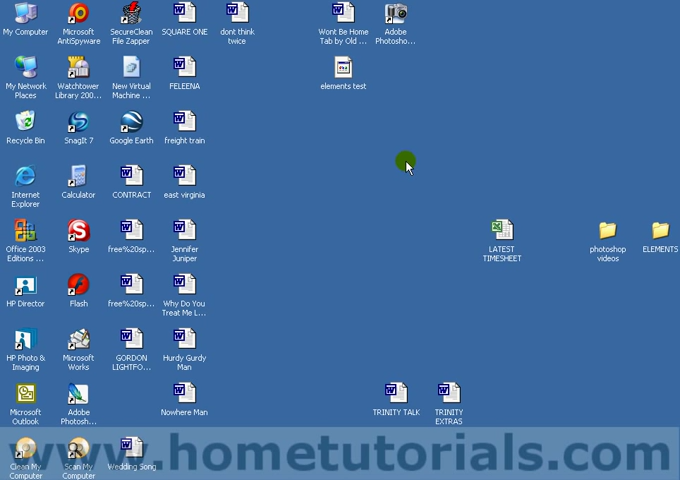 My Computer
Microsoft
AntiSpyware
SecureClean
File Zapper
SQUARE ONE
dont think
twice
Wont Be Home
Tab by Old ...
Adobe
Photosho...
My Network
Places
Watchtower
Library 200...
New Virtual
Machine ...
FELEENA
elements test
Recycle Bin
SnagIt 7
Google Earth
freight train
Internet
Explorer
Calculator
CONTRACT
east virginia
Office 2003
Editions ...
Skype
free%20sp...
Jennifer
Juniper
LATEST
TIMESHEET
photoshop
videos
ELEMENTS
HP Director
Flash
free%20sp...
Why Do You
Treat Me L...
HP Photo &
Imaging
Microsoft
Works
GORDON
LIGHTFO...
Hurdy Gurdy
Man
Microsoft
Outlook
Adobe
Photosh...
Nowhere Man
TRINITY TALK
TRINITY
EXTRAS
Clean My
Computer
Scan My
Computer
Wedding Song
www.hometutorials.com